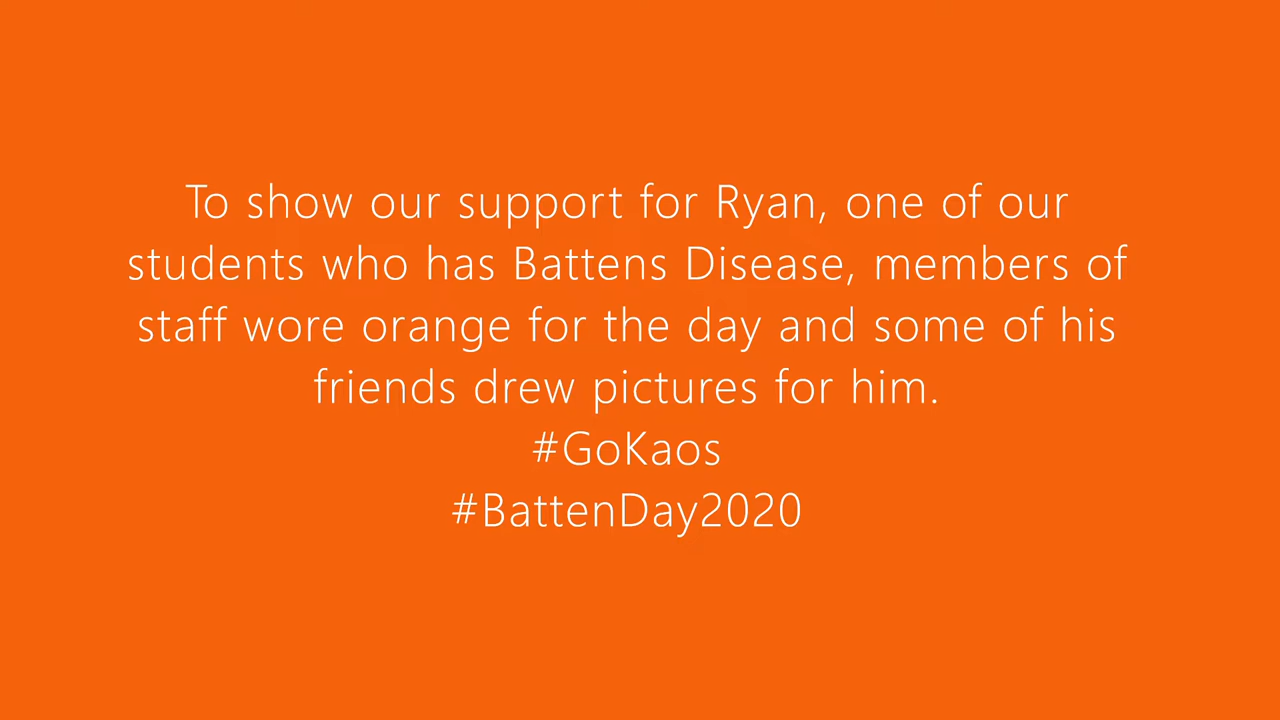 To show our support for Ryan, one of our
students who has Battens Disease, members of
staff wore orange for the day and some of his
friends drew pictures for him.
#GoKaos
#BattenDay2020